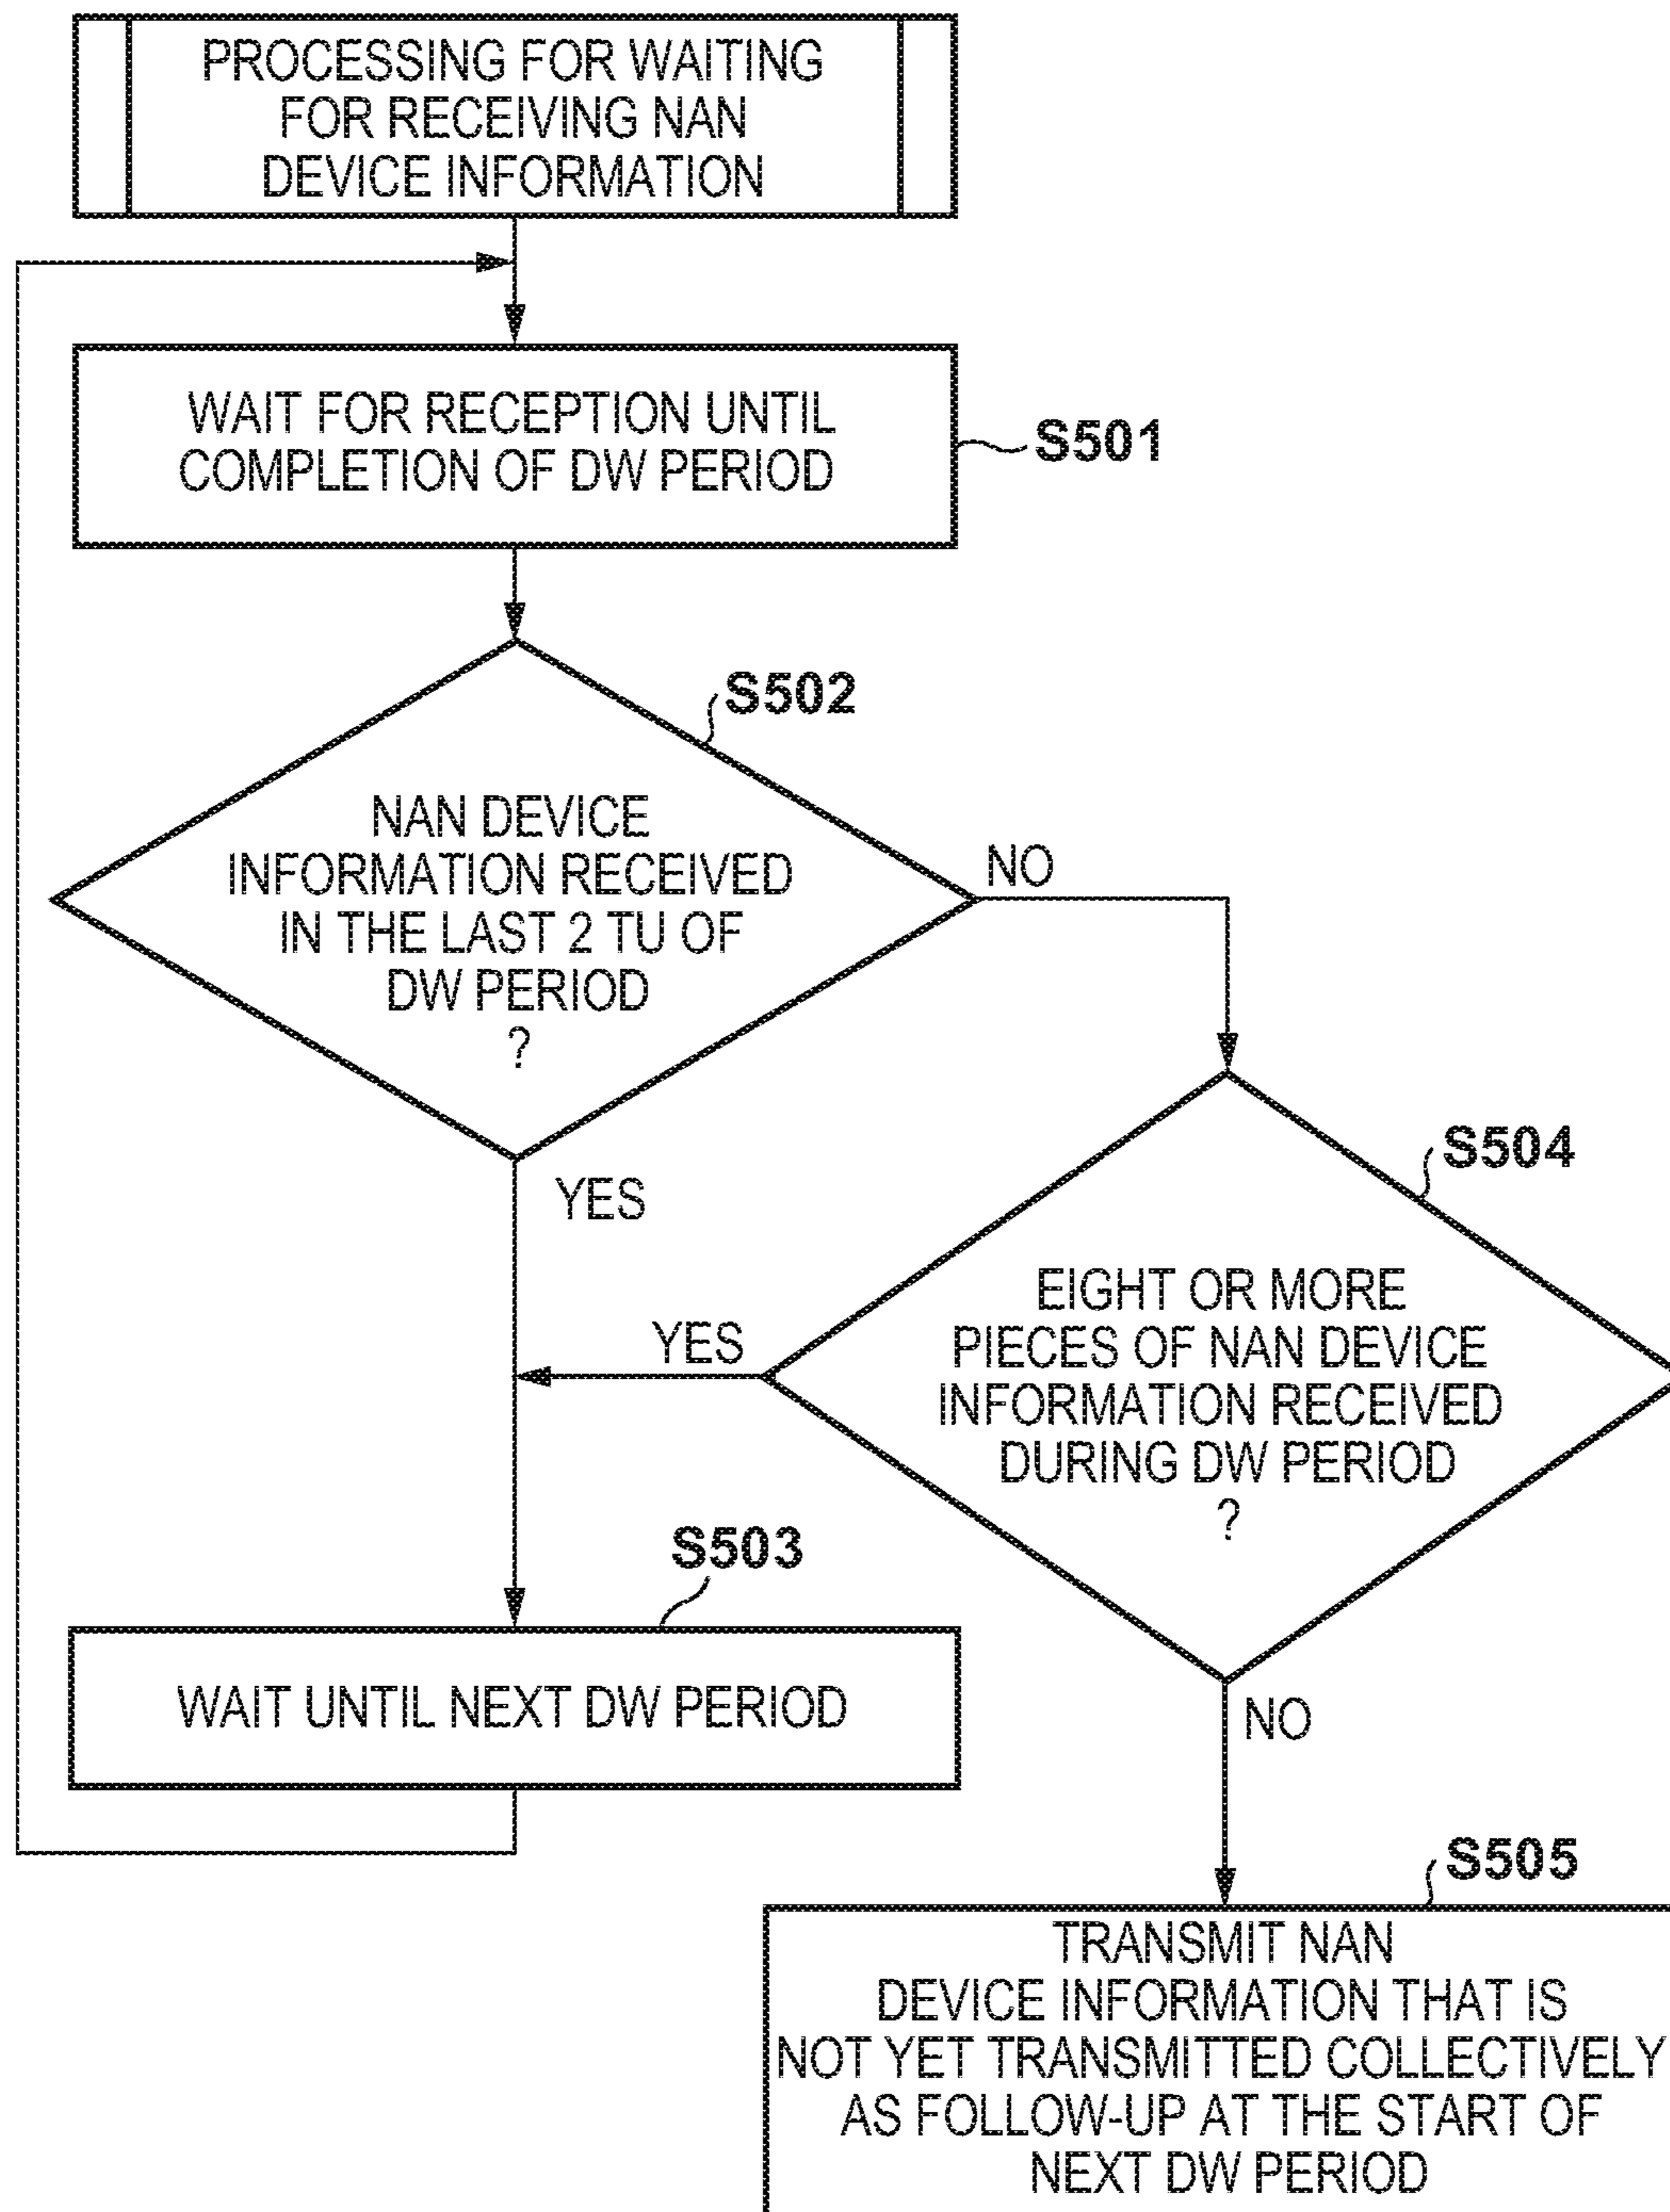 PROCESSING FOR WAITING
FOR RECEIVING NAN
DEVICE INFORMATION
WAIT FOR RECEPTION UNTIL
COMPLETION OF DW PERIOD
S501
S502
NAN DEVICE
INFORMATION RECEIVED
IN THE LAST 2 TU OF
DW PERIOD
?
NO
YES
S504
EIGHT OR MORE
PIECES OF NAN DEVICE
INFORMATION RECEIVED
DURING DW PERIOD
?
YES
NO
S503
WAIT UNTIL NEXT DW PERIOD
S505
TRANSMIT NAN
DEVICE INFORMATION THAT IS
NOT YET TRANSMITTED COLLECTIVELY
AS FOLLOW-UP AT THE START OF
NEXT DW PERIOD